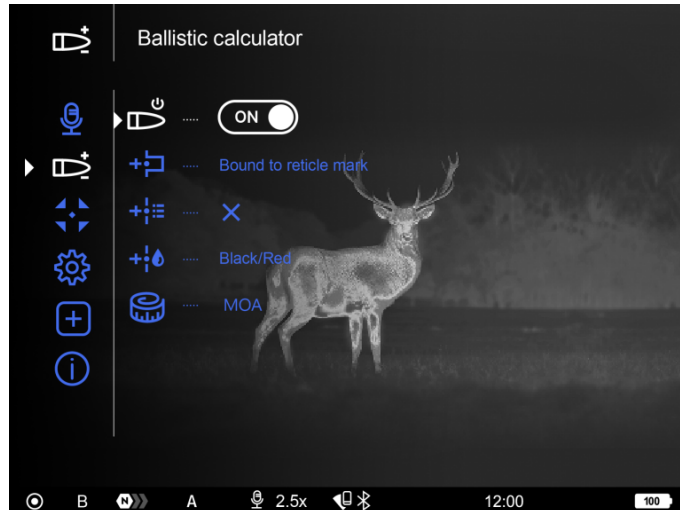 Ballistic calculator
ON
Bound to reticle mark
Black/Red
MOA
B N A 2.5x 12:00 100